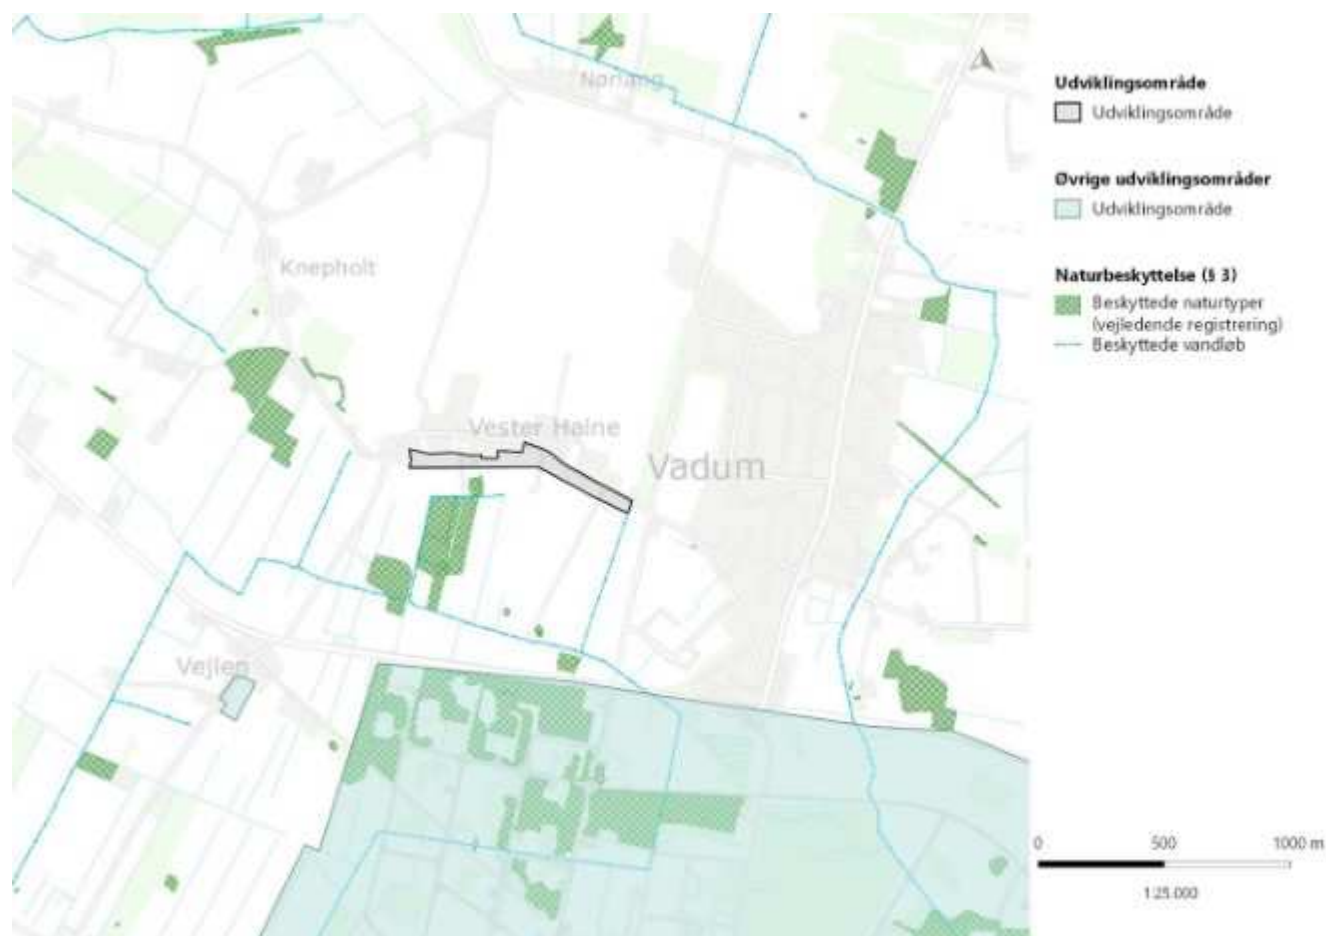 Nørhalne
Knepholt
Vester Halne
Vadum
Vejlen
Udviklingsområde
Udviklingsområde
Øvrige udviklingsområder
Udviklingsområde
Naturbeskyttelse (§ 3)
Beskyttede naturtyper
(vejledende registrering)
Beskyttede vandløb
0 500 1000 m
1:25.000